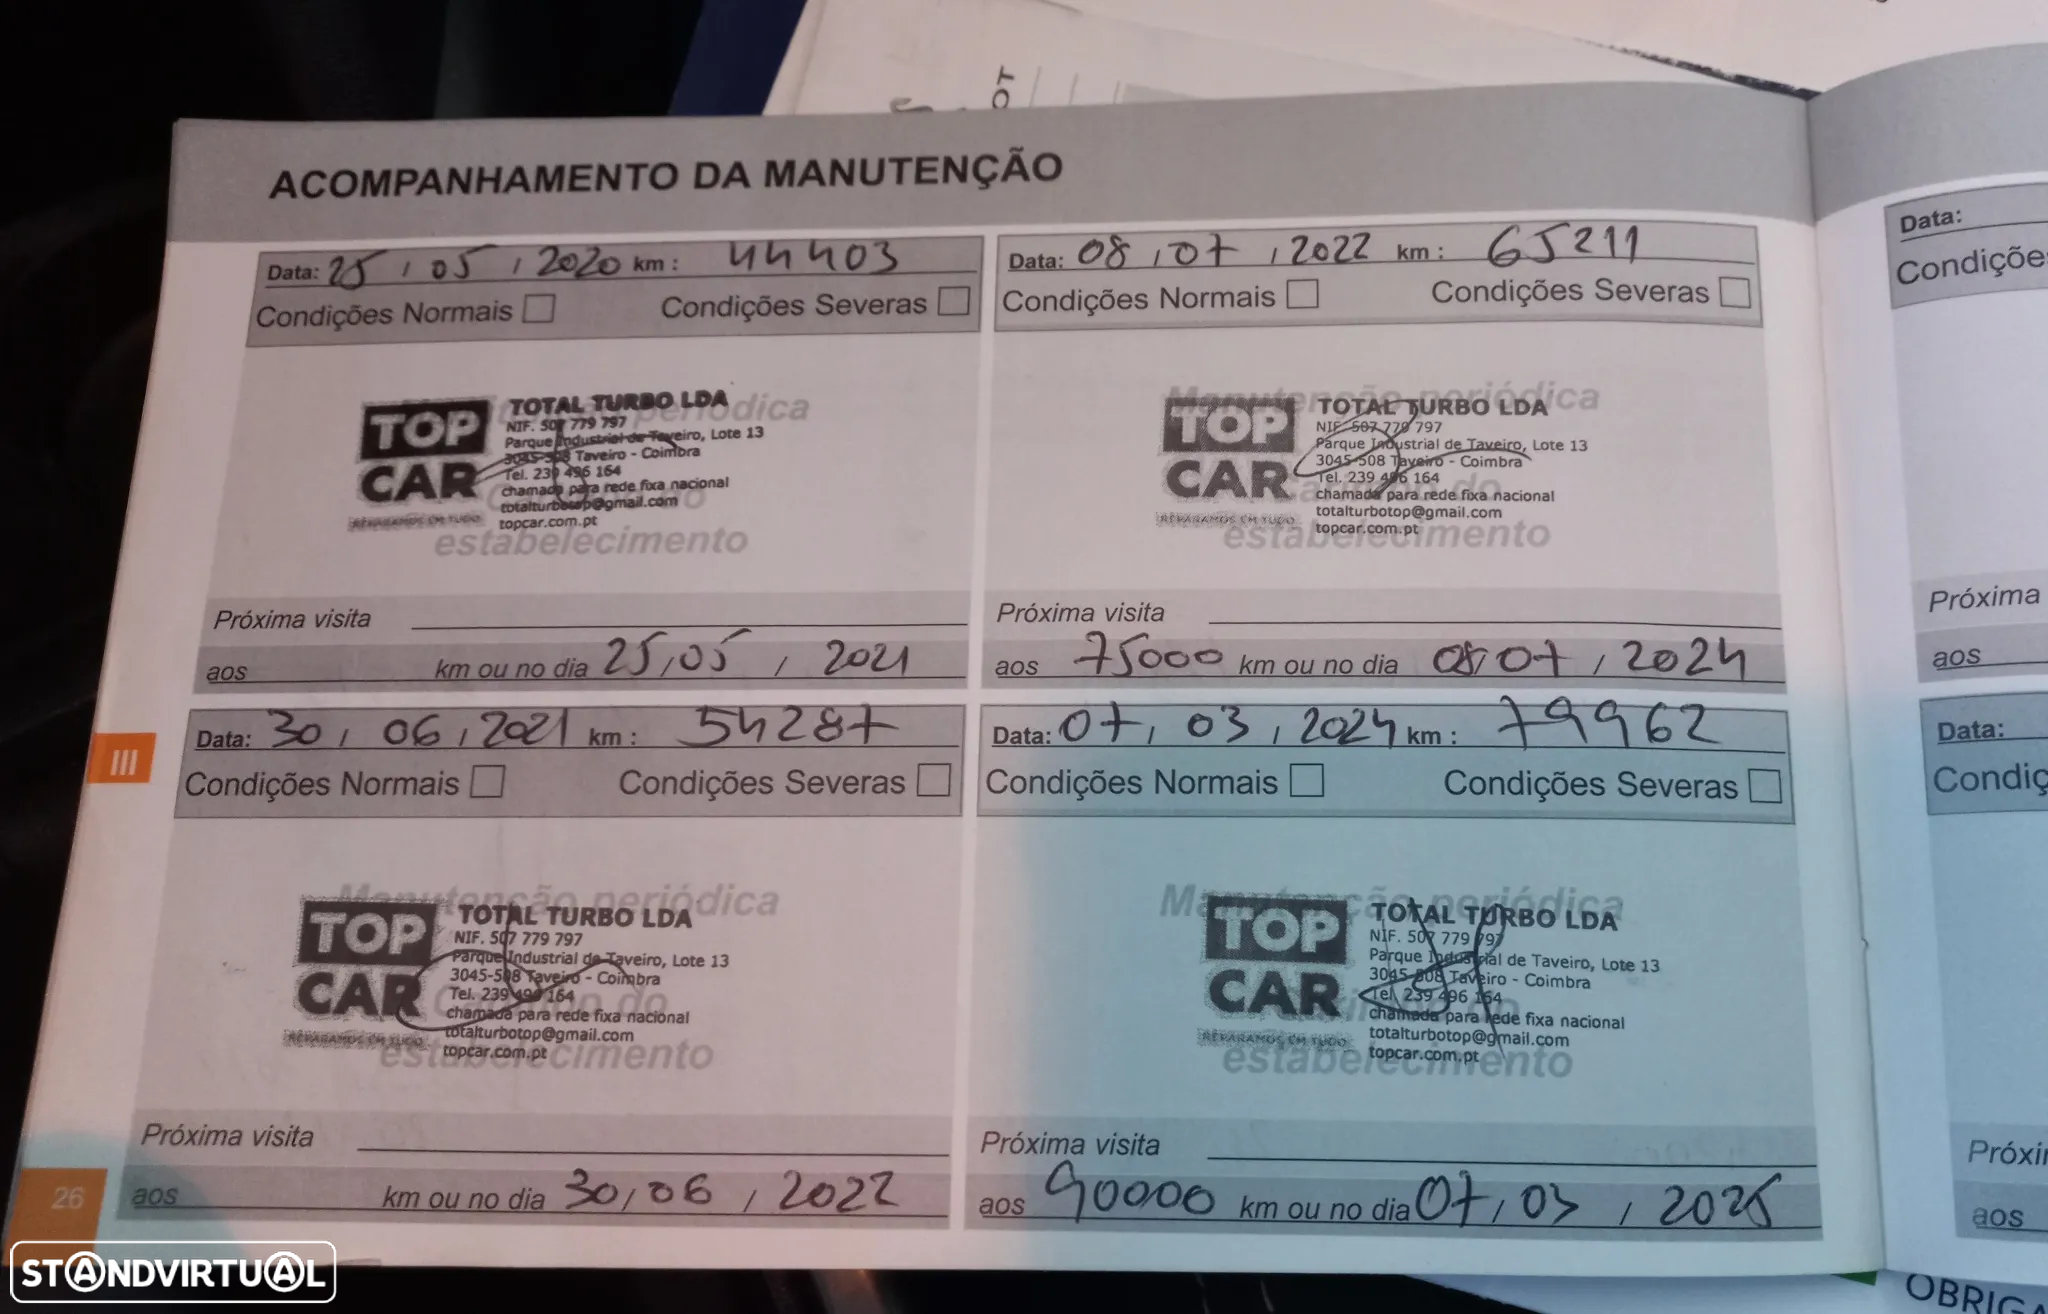 OT
ACOMPANHAMENTO DA MANUTENÇÃO
Data: 25 / 05 / 2020 km : 44403
Condições Normais Condições Severas
Manutenção periódica
Carimbo do
estabelecimento
TOP CAR
REPARAMOS EM TUDO
TOTAL TURBO LDA
NIF. 507 779 797
Parque Industrial de Taveiro, Lote 13
3045-508 Taveiro - Coimbra
Tel. 239 496 164
chamada para rede fixa nacional
totalturbotop@gmail.com
topcar.com.pt
Próxima visita
aos km ou no dia 25/05 / 2021
Data: 08 / 07 / 2022 km : 65211
Condições Normais Condições Severas
Manutenção periódica
Carimbo do
estabelecimento
TOP CAR
REPARAMOS EM TUDO
TOTAL TURBO LDA
NIF. 507 779 797
Parque Industrial de Taveiro, Lote 13
3045-508 Taveiro - Coimbra
Tel. 239 496 164
chamada para rede fixa nacional
totalturbotop@gmail.com
topcar.com.pt
Próxima visita
aos 75000 km ou no dia 08/07 / 2024
III
Data: 30 / 06 / 2021 km : 54287
Condições Normais Condições Severas
Manutenção periódica
Carimbo do
estabelecimento
TOP CAR
REPARAMOS EM TUDO
TOTAL TURBO LDA
NIF. 507 779 797
Parque Industrial de Taveiro, Lote 13
3045-508 Taveiro - Coimbra
Tel. 239 496 164
chamada para rede fixa nacional
totalturbotop@gmail.com
topcar.com.pt
Próxima visita
aos km ou no dia 30/06 / 2022
Data: 07 / 03 / 2024 km : 79962
Condições Normais Condições Severas
Manutenção periódica
Carimbo do
estabelecimento
TOP CAR
REPARAMOS EM TUDO
TOTAL TURBO LDA
NIF. 507 779 797
Parque Industrial de Taveiro, Lote 13
3045-508 Taveiro - Coimbra
Tel. 239 496 164
chamada para rede fixa nacional
totalturbotop@gmail.com
topcar.com.pt
Próxima visita
aos 90000 km ou no dia 07/03 / 2025
26
Data:
Condiçõe
Próxima
aos
Data:
Condiç
Próxi
aos
OBRIGA
STANDVIRTUAL